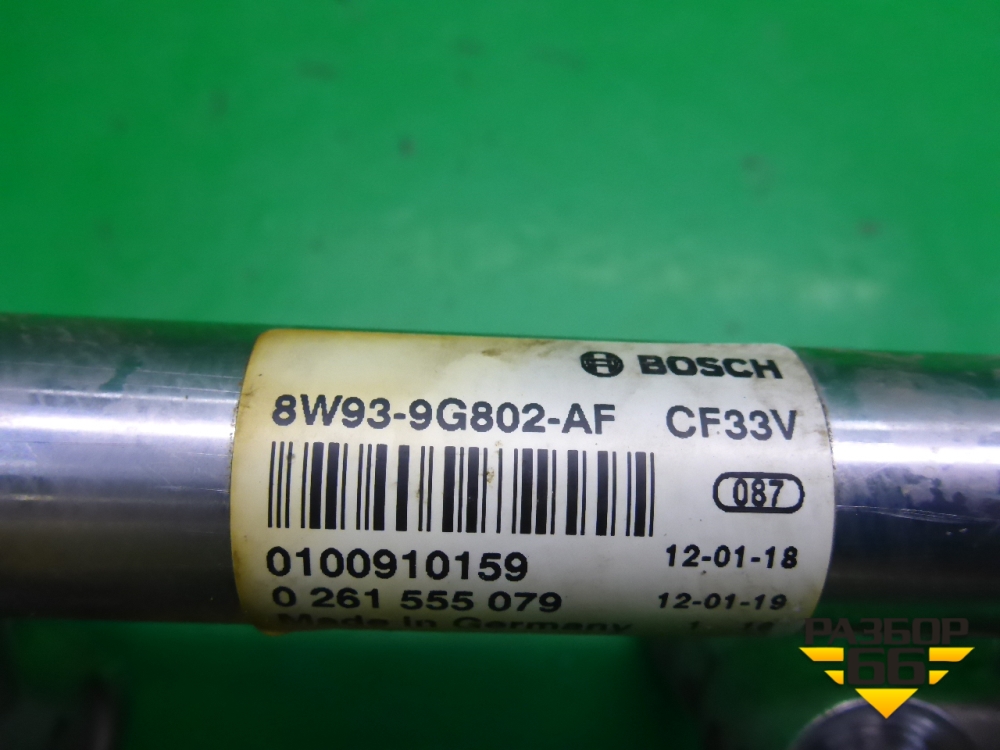 BOSCH
8W93-9G802-AF CF33V
087
0100910159 12-01-18
0 261 555 079 12-01-19
Made in Germany
РАЗБОР
66